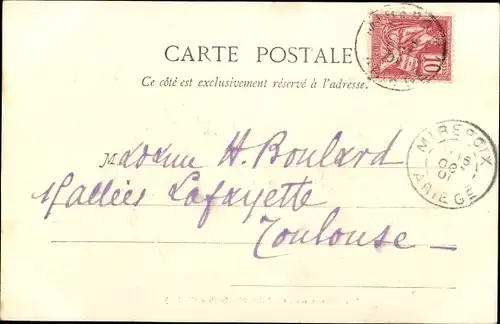 CARTE POSTALE
Ce côté est exclusivement réservé à l'adresse.
10
MIREPOIX
ARIEGE
Madame H. Boulard
Allées Lafayette
Toulouse